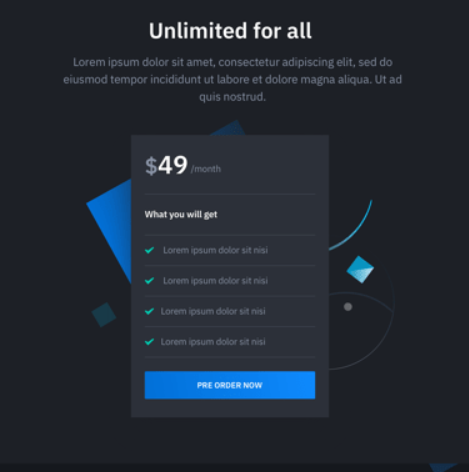 Unlimited for all
Lorem ipsum dolor sit amet, consectetur adipiscing elit, sed do
eiusmod tempor incididunt ut labore et dolore magna aliqua. Ut ad
quis nostrud.
$49 /month
What you will get
Lorem ipsum dolor sit nisi
Lorem ipsum dolor sit nisi
Lorem ipsum dolor sit nisi
Lorem ipsum dolor sit nisi
PRE ORDER NOW